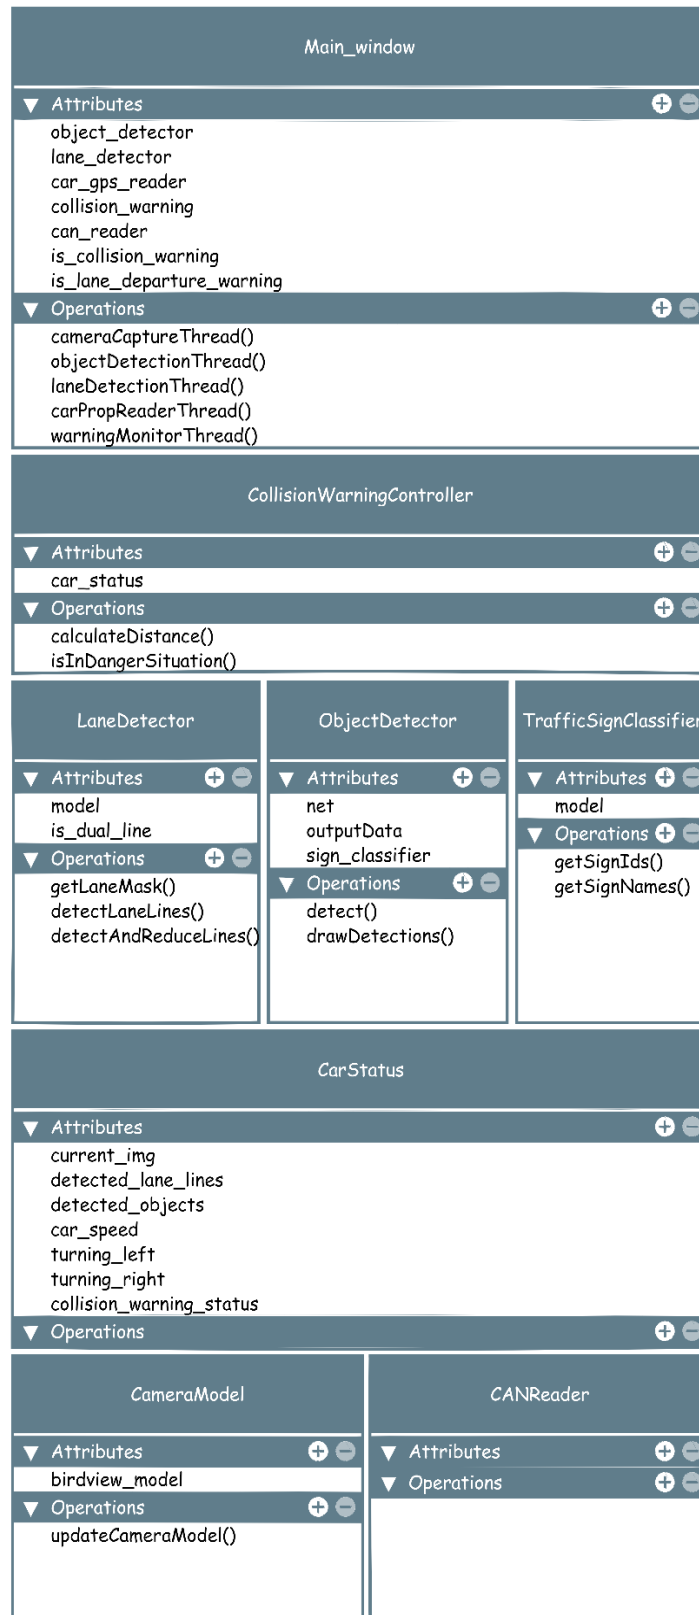 Main_window
Attributes
object_detector
lane_detector
car_gps_reader
collision_warning
can_reader
is_collision_warning
is_lane_departure_warning
Operations
cameraCaptureThread()
objectDetectionThread()
laneDetectionThread()
carPropReaderThread()
warningMonitorThread()
CollisionWarningController
Attributes
car_status
Operations
calculateDistance()
isInDangerSituation()
LaneDetector
Attributes
model
is_dual_line
Operations
getLaneMask()
detectLaneLines()
detectAndReduceLines()
ObjectDetector
Attributes
net
outputData
sign_classifier
Operations
detect()
drawDetections()
TrafficSignClassifier
Attributes
model
Operations
getSignIds()
getSignNames()
CarStatus
Attributes
current_img
detected_lane_lines
detected_objects
car_speed
turning_left
turning_right
collision_warning_status
Operations
CameraModel
Attributes
birdview_model
Operations
updateCameraModel()
CANReader
Attributes
Operations